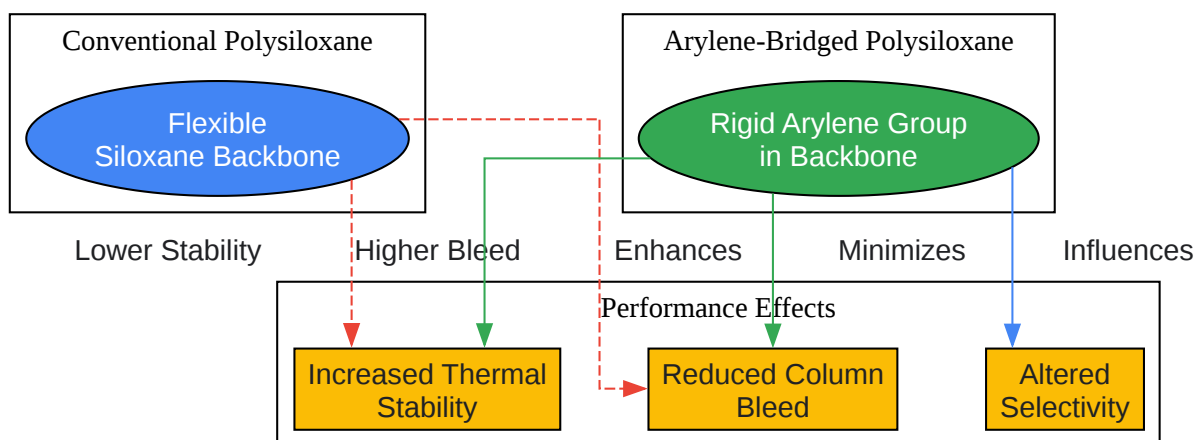 Conventional Polysiloxane
Arylene-Bridged Polysiloxane
Flexible
Siloxane Backbone
Rigid Arylene Group
in Backbone
Lower Stability
Higher Bleed
Enhances
Minimizes
Influences
Performance Effects
Increased Thermal
Stability
Reduced Column
Bleed
Altered
Selectivity